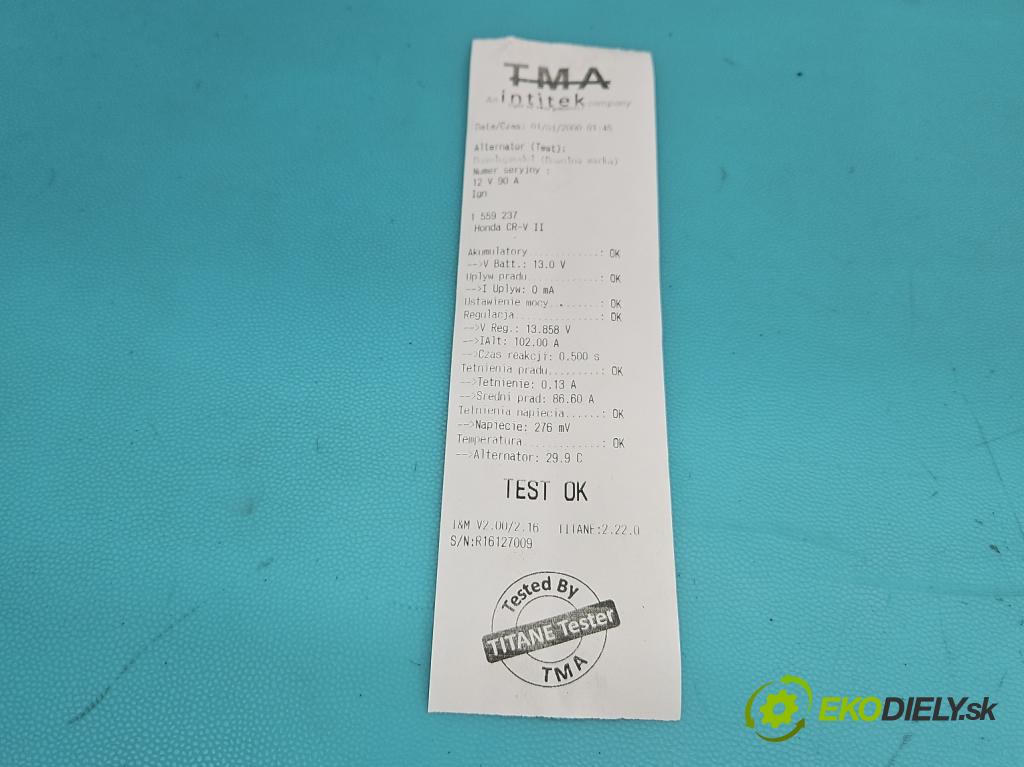 TMA
An intitek company
Date/Czas: 01/01/2000 01:45
Alternator (Test):
Numer seryjny :
12 V 90 A
Ign
1 559 237
Honda CR-V II
Akumulatory............: OK
-->V Batt.: 13.0 V
Uplyw pradu............: OK
-->I Uplyw: 0 mA
Ustawienie mocy........: OK
Regulacja..............: OK
-->V Reg.: 13.858 V
-->IAlt: 102.00 A
-->Czas reakcji: 0.500 s
Tetnienia pradu........: OK
-->Tetnienie: 0.13 A
-->Sredni prad: 86.60 A
Tetnienia napiecia.....: OK
-->Napiecie: 276 mV
Temperatura............: OK
-->Alternator: 29.9 C
TEST OK
I&M V2.00/2.16 TITANE:2.22.0
S/N:R16127009
Tested By
TITANE Tester
TMA
EKODIELY.sk